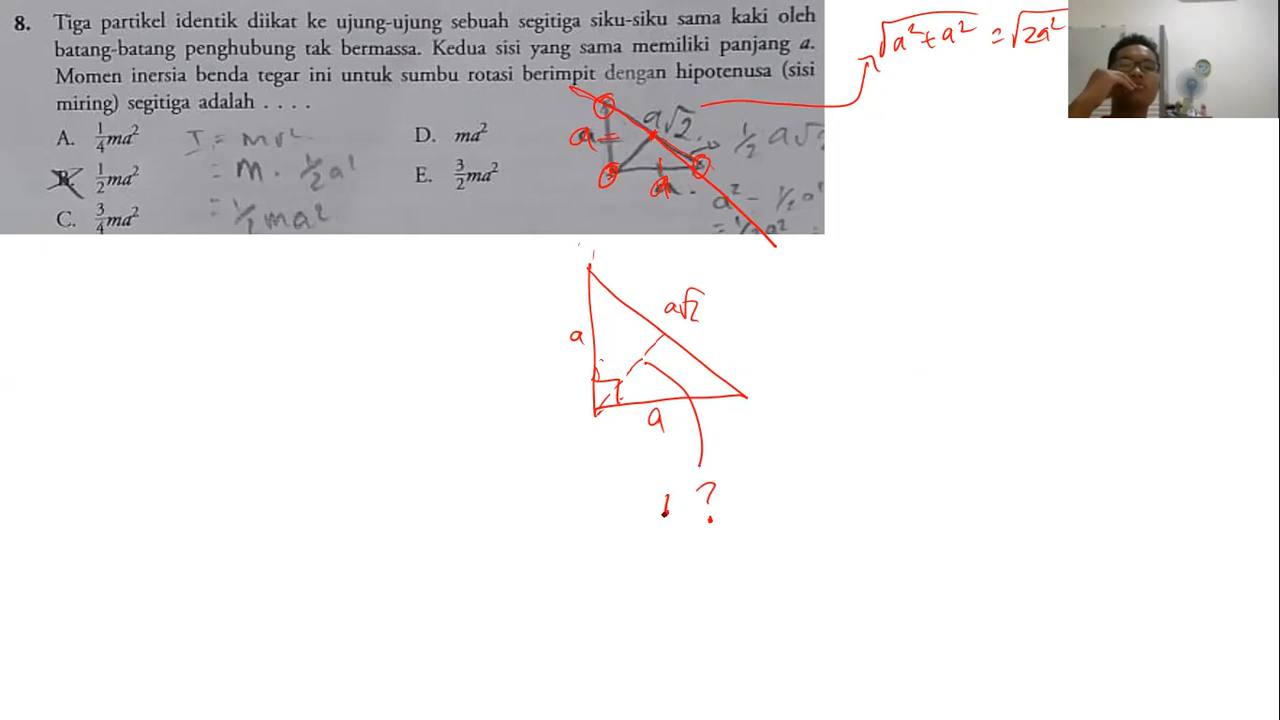 8. Tiga partikel identik diikat ke ujung-ujung sebuah segitiga siku-siku sama kaki oleh
batang-batang penghubung tak bermassa. Kedua sisi yang sama memiliki panjang a.
Momen inersia benda tegar ini untuk sumbu rotasi berimpit dengan hipotenusa (sisi
miring) segitiga adalah . . . .
A. 1/4 ma²
B. 1/2 ma²
C. 3/4 ma²
D. ma²
E. 3/2 ma²
I = mr²
= m · 1/2 a²
= 1/2 ma²
a
a√2
a
1/2 a√2
a² - 1/2 a²
= 1/2 a²
√a² + a² = √2a²
a
a√2
a
?